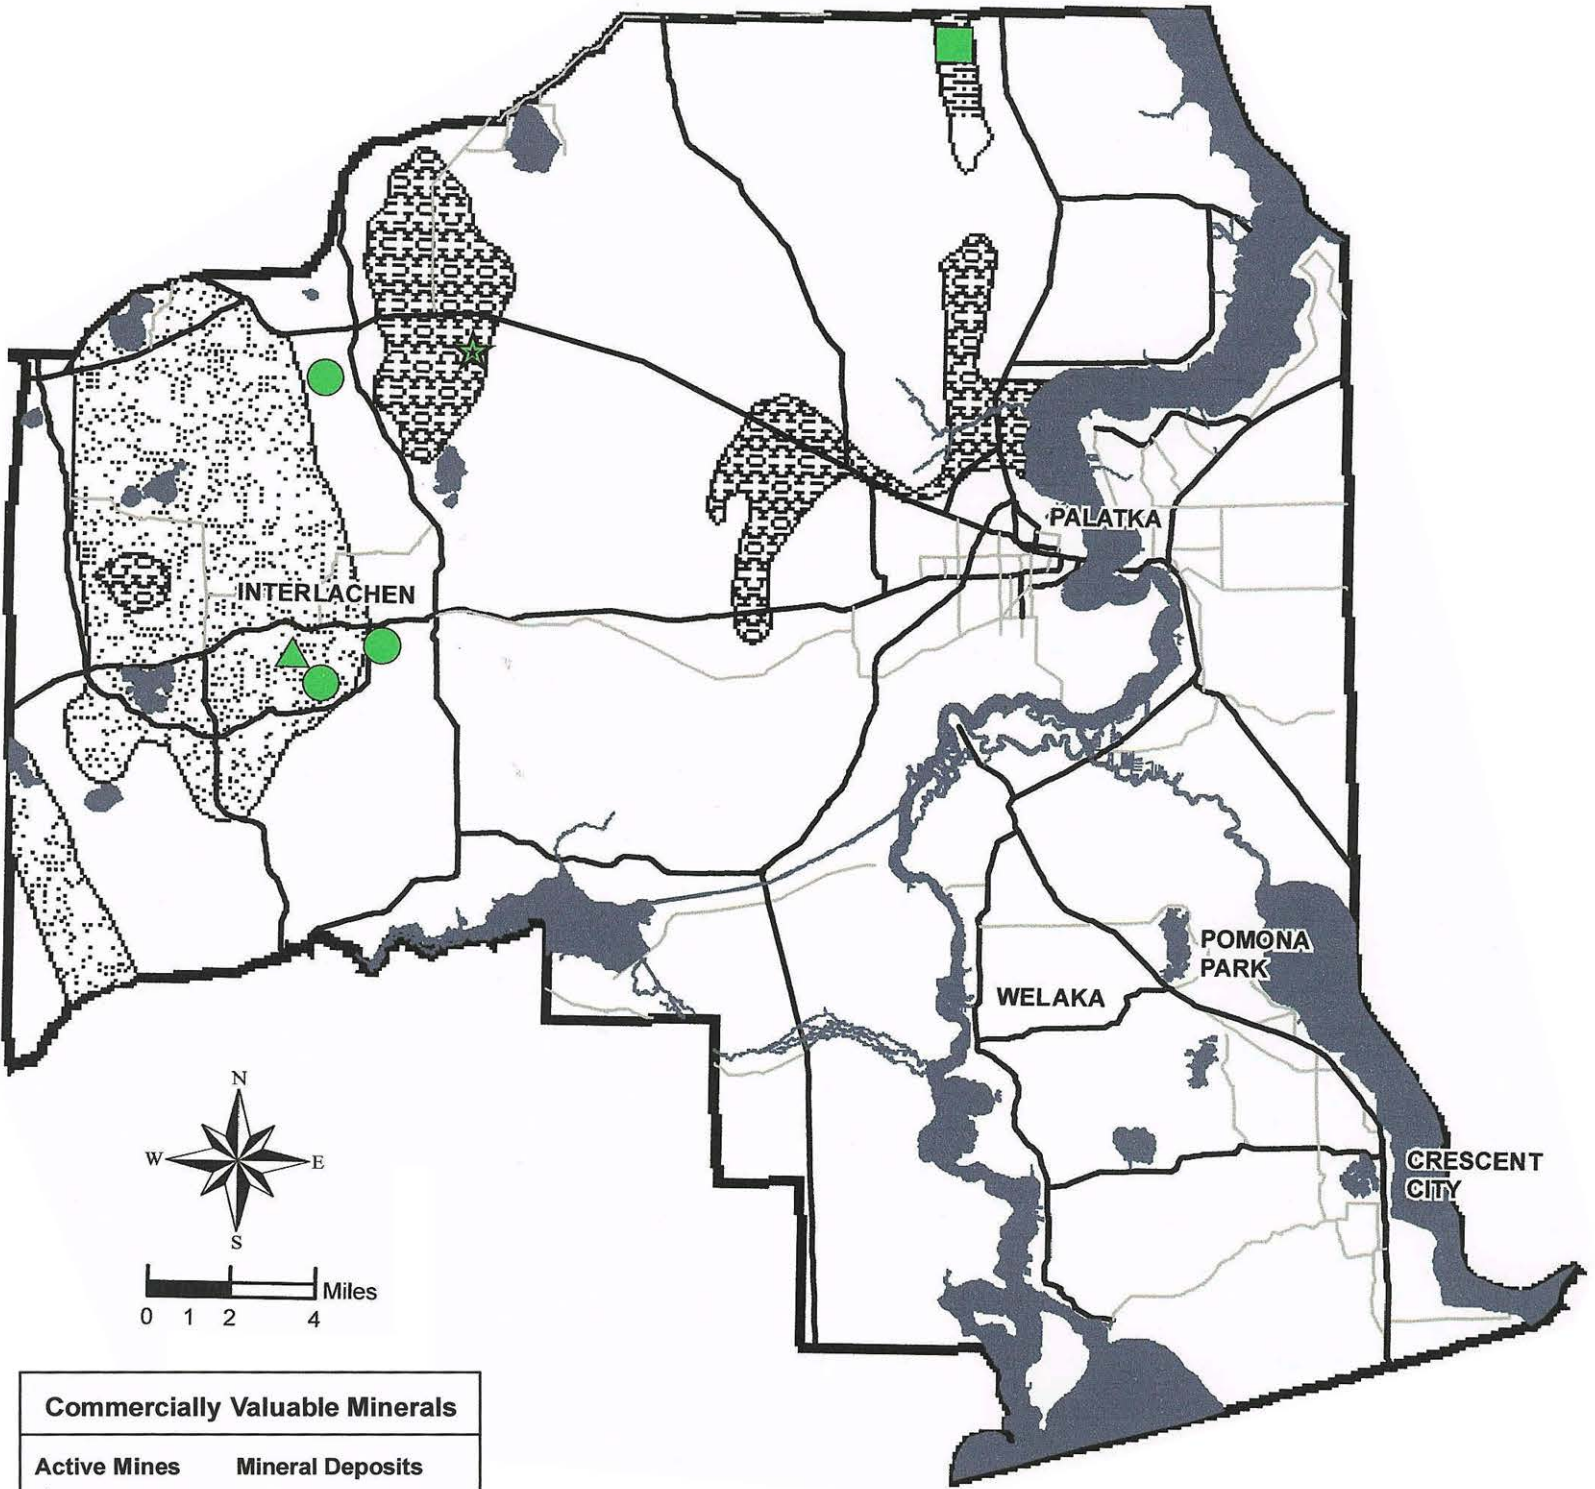 PALATKA
INTERLACHEN
POMONA
PARK
WELAKA
N
W E
S
CRESCENT
CITY
Miles
0 1 2 4
Commercially Valuable Minerals
Active Mines Mineral Deposits